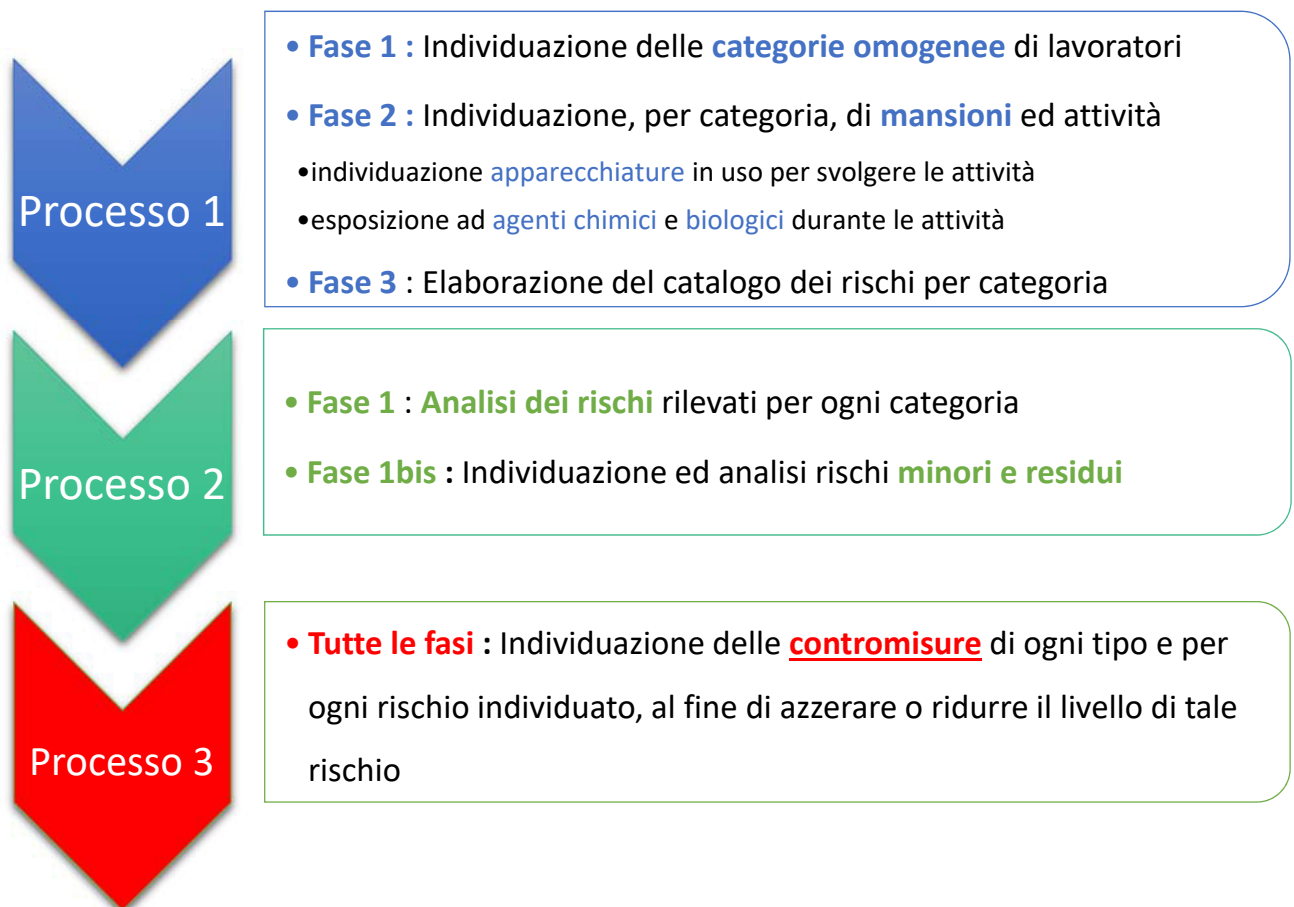 Processo 1
• Fase 1 : Individuazione delle categorie omogenee di lavoratori
• Fase 2 : Individuazione, per categoria, di mansioni ed attività
•individuazione apparecchiature in uso per svolgere le attività
•esposizione ad agenti chimici e biologici durante le attività
• Fase 3 : Elaborazione del catalogo dei rischi per categoria
Processo 2
• Fase 1 : Analisi dei rischi rilevati per ogni categoria
• Fase 1bis : Individuazione ed analisi rischi minori e residui
Processo 3
• Tutte le fasi : Individuazione delle contromisure di ogni tipo e per
ogni rischio individuato, al fine di azzerare o ridurre il livello di tale
rischio